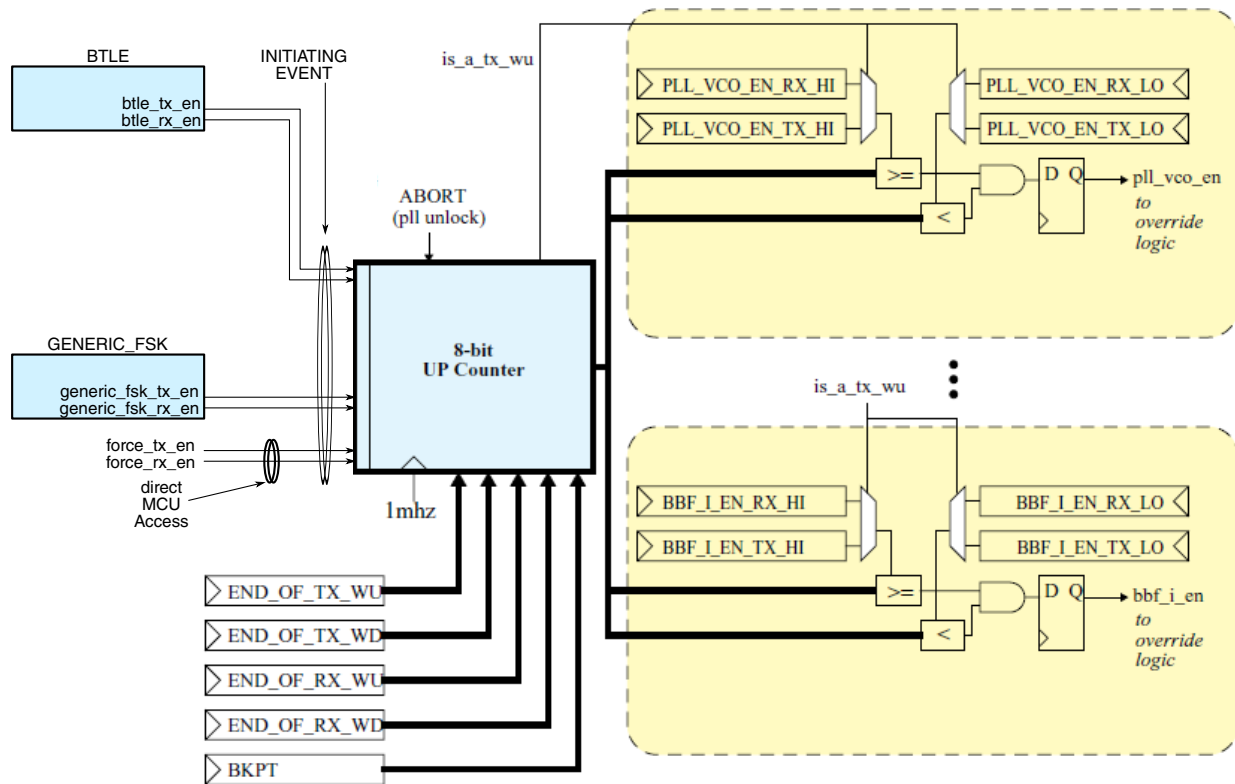 BTLE
btle_tx_en
btle_rx_en
INITIATING
EVENT
is_a_tx_wu
ABORT
(pll unlock)
GENERIC_FSK
generic_fsk_tx_en
generic_fsk_rx_en
force_tx_en
force_rx_en
direct
MCU
Access
8-bit
UP Counter
1mhz
END_OF_TX_WU
END_OF_TX_WD
END_OF_RX_WU
END_OF_RX_WD
BKPT
PLL_VCO_EN_RX_HI
PLL_VCO_EN_TX_HI
PLL_VCO_EN_RX_LO
PLL_VCO_EN_TX_LO
>=
<
D Q
pll_vco_en
to
override
logic
is_a_tx_wu
BBF_I_EN_RX_HI
BBF_I_EN_TX_HI
BBF_I_EN_RX_LO
BBF_I_EN_TX_LO
>=
<
D Q
bbf_i_en
to
override
logic